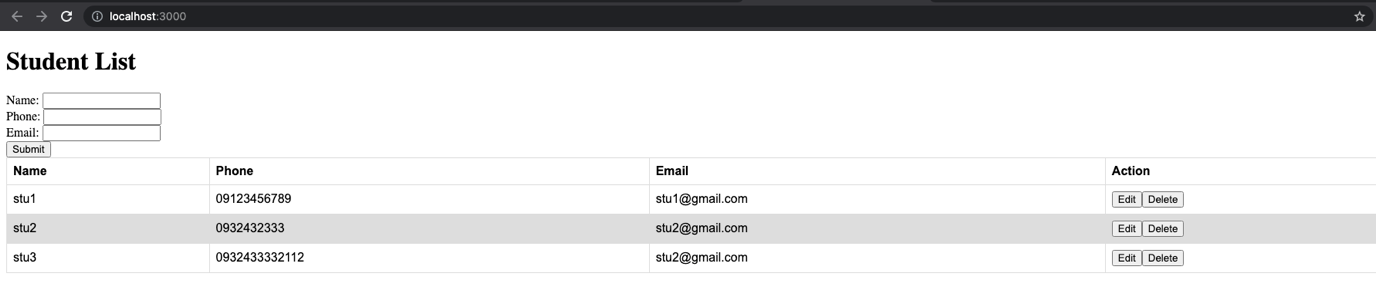 localhost:3000
Student List
Name:
Phone:
Email:
Submit
Name Phone Email Action
stu1 09123456789 stu1@gmail.com Edit Delete
stu2 0932432333 stu2@gmail.com Edit Delete
stu3 0932433332112 stu2@gmail.com Edit Delete